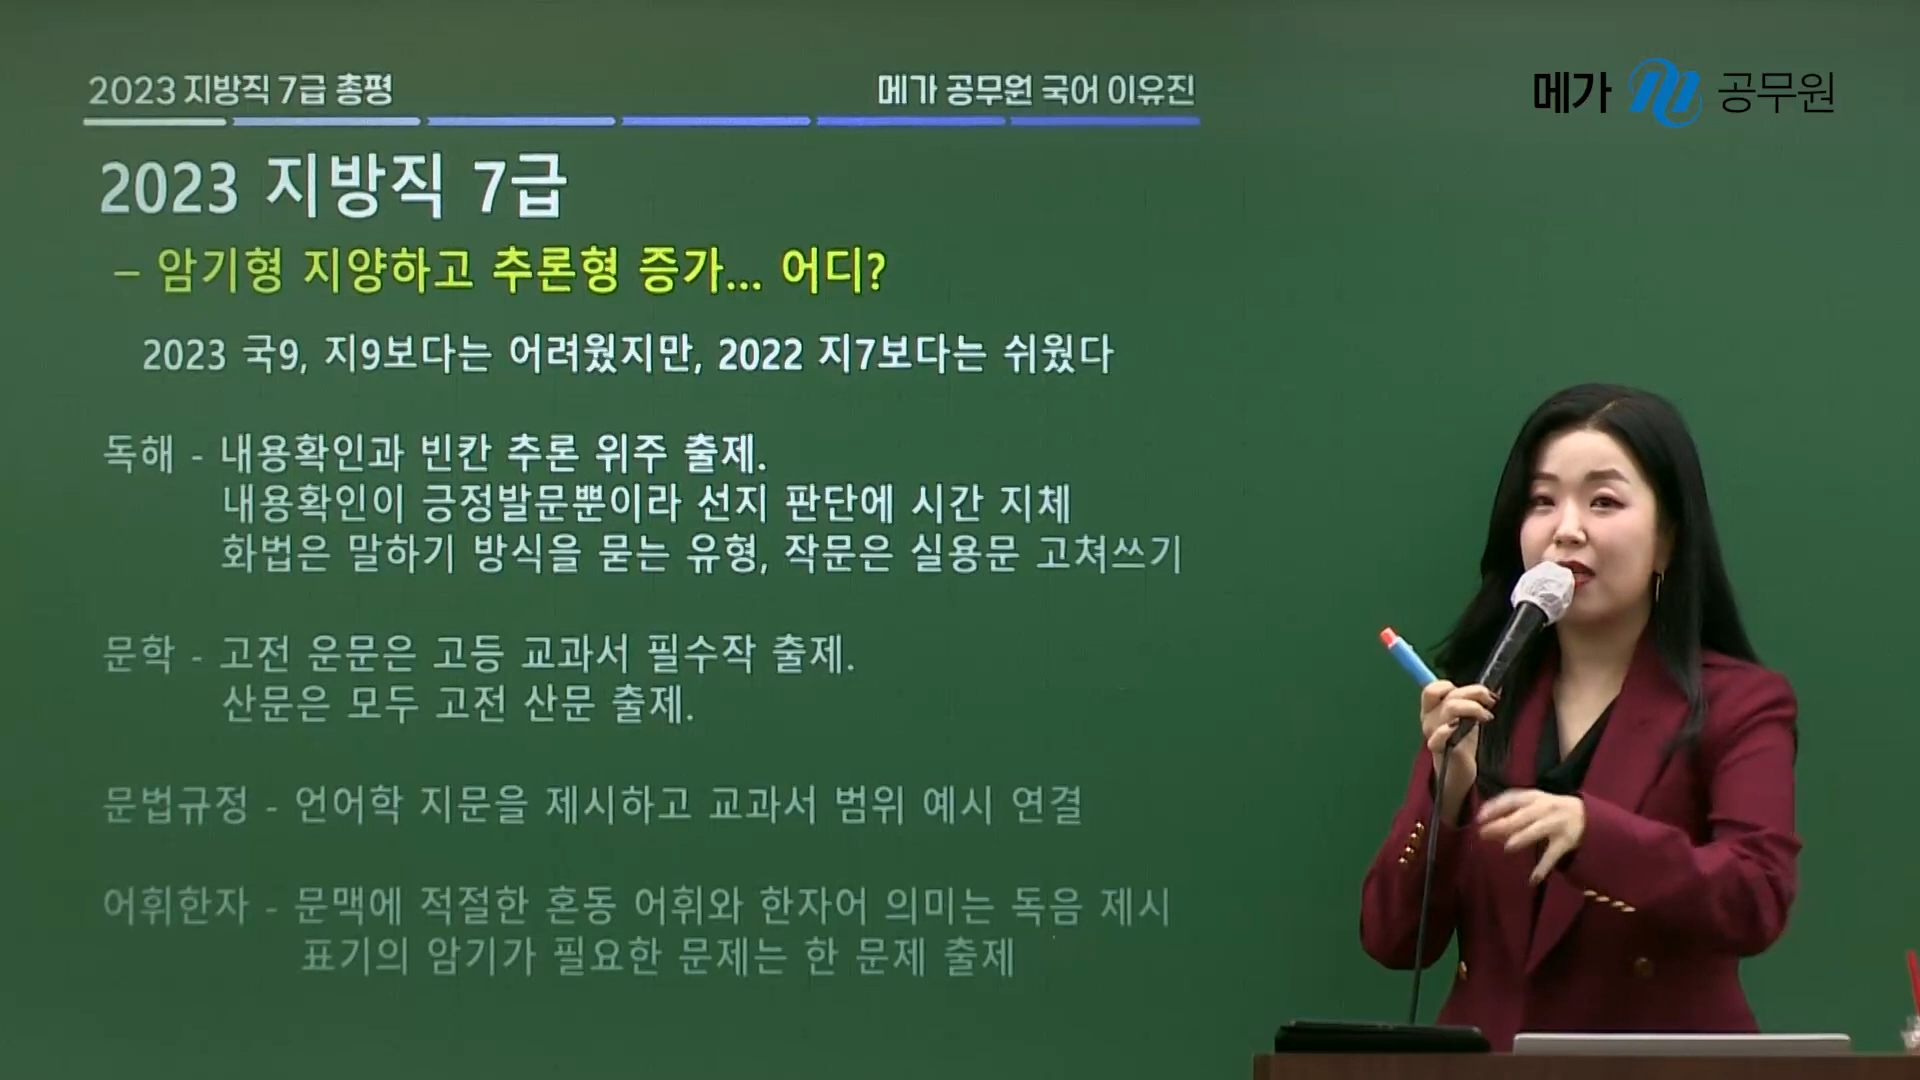 2023 지방직 7급 총평
메가 공무원 국어 이유진
메가 공무원
2023 지방직 7급
– 암기형 지양하고 추론형 증가... 어디?
2023 국9, 지9보다는 어려웠지만, 2022 지7보다는 쉬웠다
독해 - 내용확인과 빈칸 추론 위주 출제.
내용확인이 긍정발문뿐이라 선지 판단에 시간 지체
화법은 말하기 방식을 묻는 유형, 작문은 실용문 고쳐쓰기
문학 - 고전 운문은 고등 교과서 필수작 출제.
산문은 모두 고전 산문 출제.
문법규정 - 언어학 지문을 제시하고 교과서 범위 예시 연결
어휘한자 - 문맥에 적절한 혼동 어휘와 한자어 의미는 독음 제시
표기의 암기가 필요한 문제는 한 문제 출제